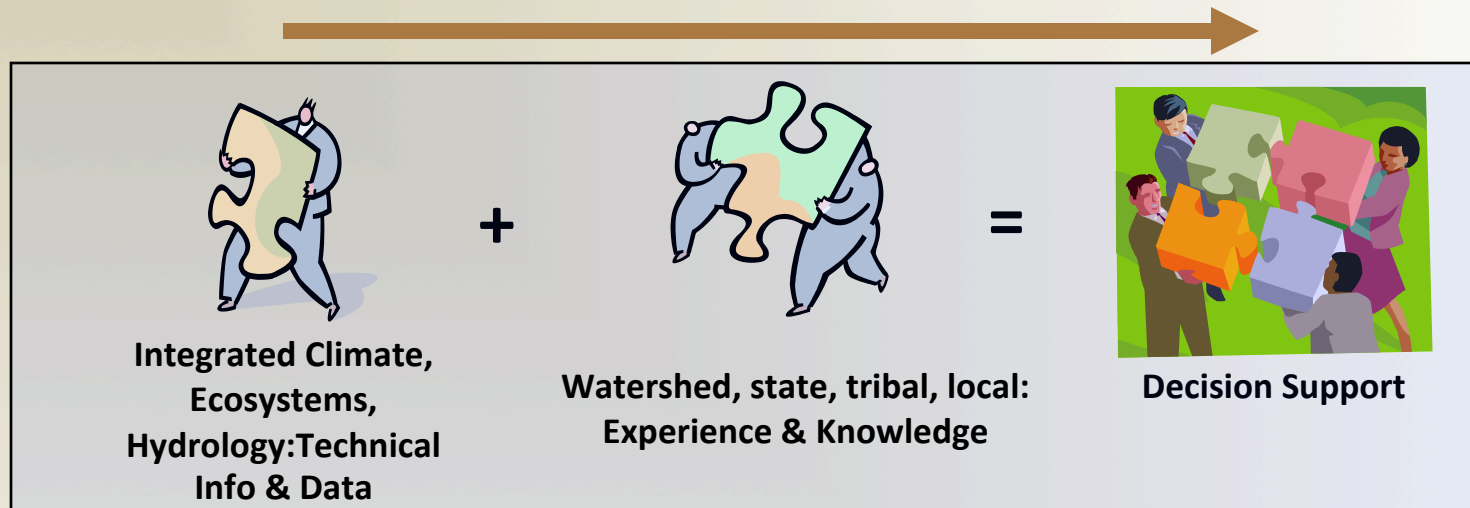 Integrated Climate,
Ecosystems,
Hydrology:Technical
Info & Data
+
Watershed, state, tribal, local:
Experience & Knowledge
=
Decision Support